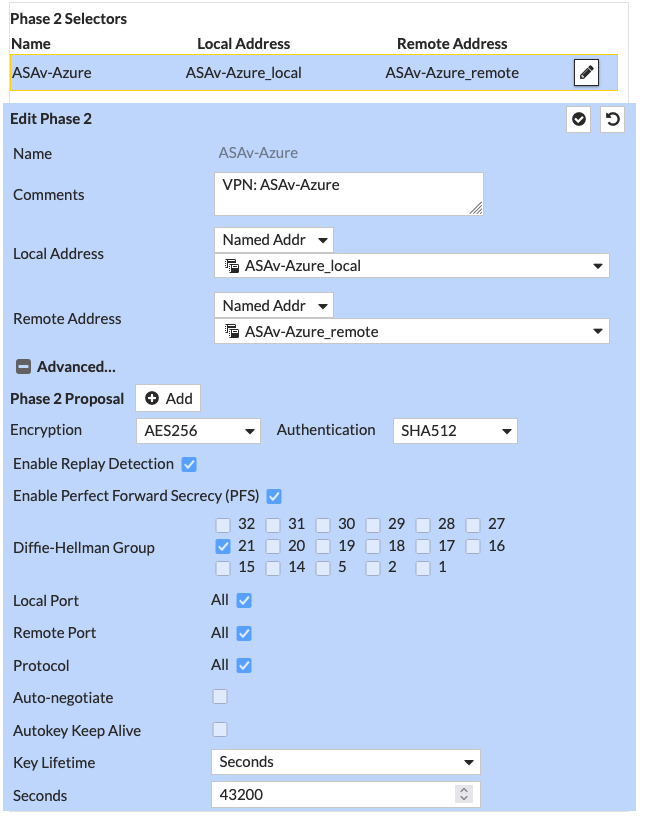 Phase 2 Selectors
Name Local Address Remote Address
ASAv-Azure ASAv-Azure_local ASAv-Azure_remote
Edit Phase 2
Name ASAv-Azure
Comments VPN: ASAv-Azure
Local Address Named Addr
ASAv-Azure_local
Remote Address Named Addr
ASAv-Azure_remote
Advanced...
Phase 2 Proposal Add
Encryption AES256 Authentication SHA512
Enable Replay Detection
Enable Perfect Forward Secrecy (PFS)
Diffie-Hellman Group 32 31 30 29 28 27
21 20 19 18 17 16
15 14 5 2 1
Local Port All
Remote Port All
Protocol All
Auto-negotiate
Autokey Keep Alive
Key Lifetime Seconds
Seconds 43200